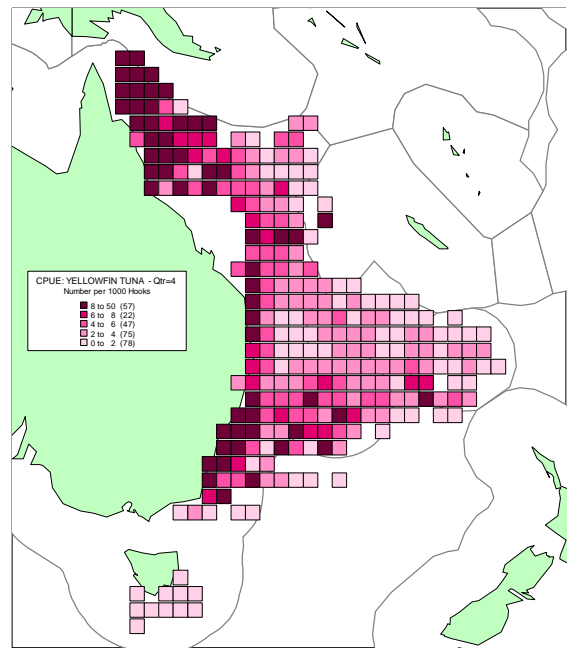 CPUE: YELLOWFIN TUNA - Qtr=4
Number per 1000 Hooks
8 to 50 (57)
6 to 8 (22)
4 to 6 (47)
2 to 4 (75)
0 to 2 (78)